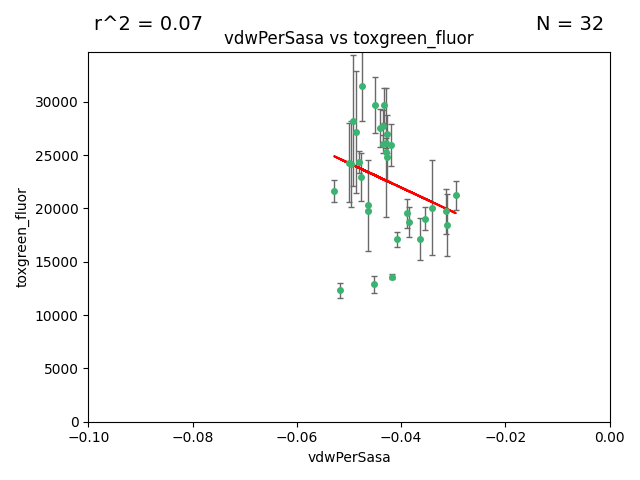 r^2 = 0.07
N = 32
vdwPerSasa vs toxgreen_fluor
toxgreen_fluor
30000
25000
20000
15000
10000
5000
0
−0.10
−0.08
−0.06
−0.04
−0.02
0.00
vdwPerSasa